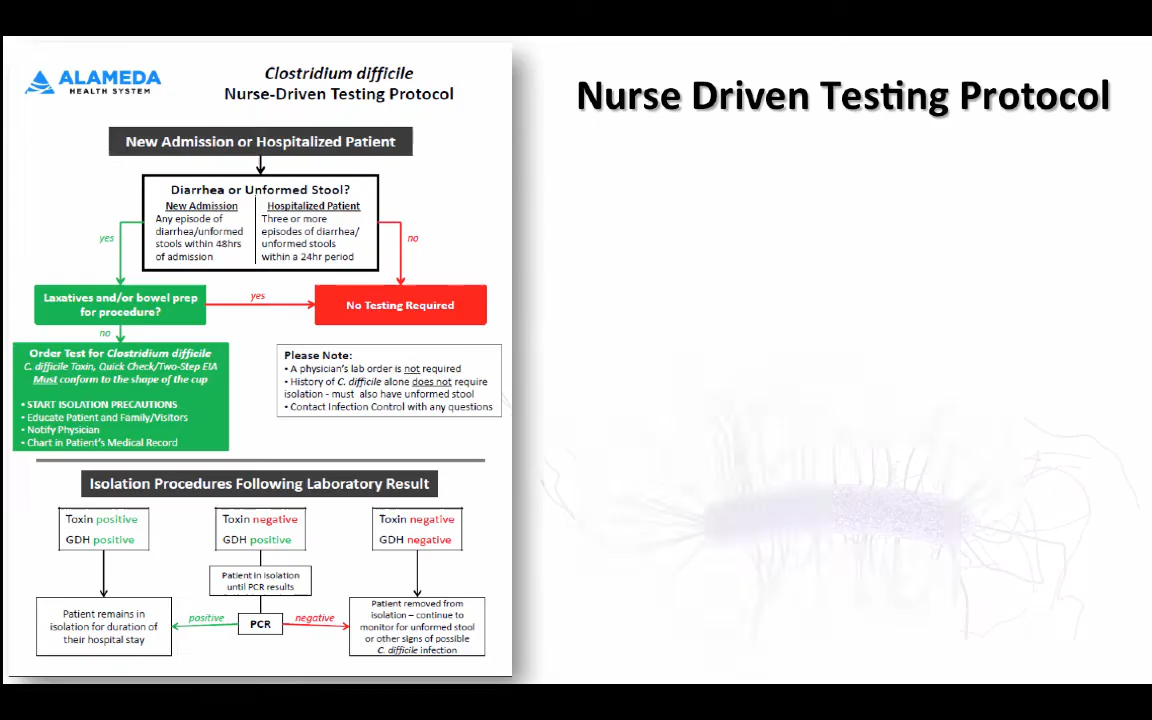 ALAMEDA
HEALTH SYSTEM
Clostridium difficile
Nurse-Driven Testing Protocol
Nurse Driven Testing Protocol
New Admission or Hospitalized Patient
Diarrhea or Unformed Stool?
New Admission
Any episode of
diarrhea/unformed
stools within 48hrs
of admission
Hospitalized Patient
Three or more
episodes of diarrhea/
unformed stools
within a 24hr period
yes
no
Laxatives and/or bowel prep
for procedure?
yes
No Testing Required
no
Order Test for Clostridium difficile
C. difficile Toxin, Quick Check/Two-Step EIA
Must conform to the shape of the cup
• START ISOLATION PRECAUTIONS
• Educate Patient and Family/Visitors
• Notify Physician
• Chart in Patient's Medical Record
Please Note:
• A physician's lab order is not required
• History of C. difficile alone does not require
isolation - must also have unformed stool
• Contact Infection Control with any questions
Isolation Procedures Following Laboratory Result
Toxin positive
GDH positive
Toxin negative
GDH positive
Toxin negative
GDH negative
Patient in isolation
until PCR results
Patient remains in
isolation for duration of
their hospital stay
positive
PCR
negative
Patient removed from
isolation – continue to
monitor for unformed stool
or other signs of possible
C. difficile infection